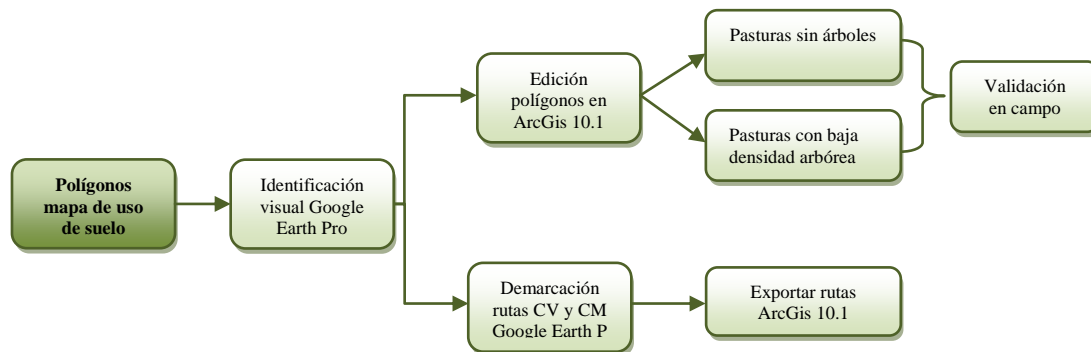 Polígonos
mapa de uso
de suelo
Identificación
visual Google
Earth Pro
Edición
polígonos en
ArcGis 10.1
Pasturas sin árboles
Pasturas con baja
densidad arbórea
Validación
en campo
Demarcación
rutas CV y CM
Google Earth P
Exportar rutas
ArcGis 10.1